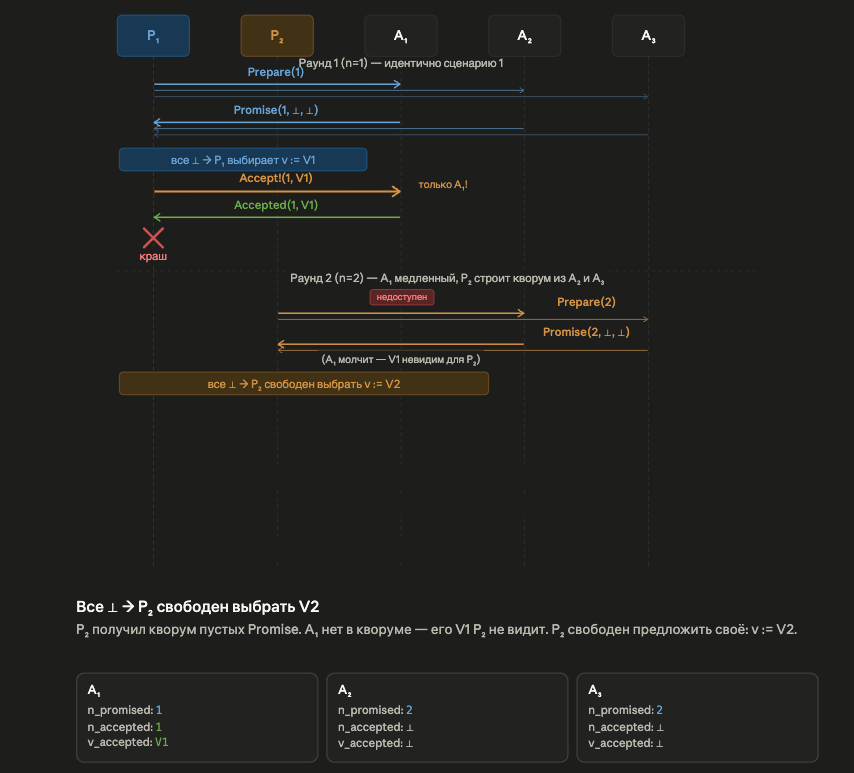 P₁ P₂ A₁ A₂ A₃
Раунд 1 (n=1) — идентично сценарию 1
Prepare(1)
Promise(1, ⊥, ⊥)
все ⊥ → P₁ выбирает v := V1
Accept!(1, V1)
только A₁!
Accepted(1, V1)
краш
Раунд 2 (n=2) — A₁ медленный, P₂ строит кворум из A₂ и A₃
недоступен
Prepare(2)
Promise(2, ⊥, ⊥)
(A₁ молчит — V1 невидим для P₂)
все ⊥ → P₂ свободен выбрать v := V2
Все ⊥ → P₂ свободен выбрать V2
P₂ получил кворум пустых Promise. A₁ нет в кворуме — его V1 P₂ не видит. P₂ свободен предложить своё: v := V2.
A₁
n_promised: 1
n_accepted: 1
v_accepted: V1
A₂
n_promised: 2
n_accepted: ⊥
v_accepted: ⊥
A₃
n_promised: 2
n_accepted: ⊥
v_accepted: ⊥